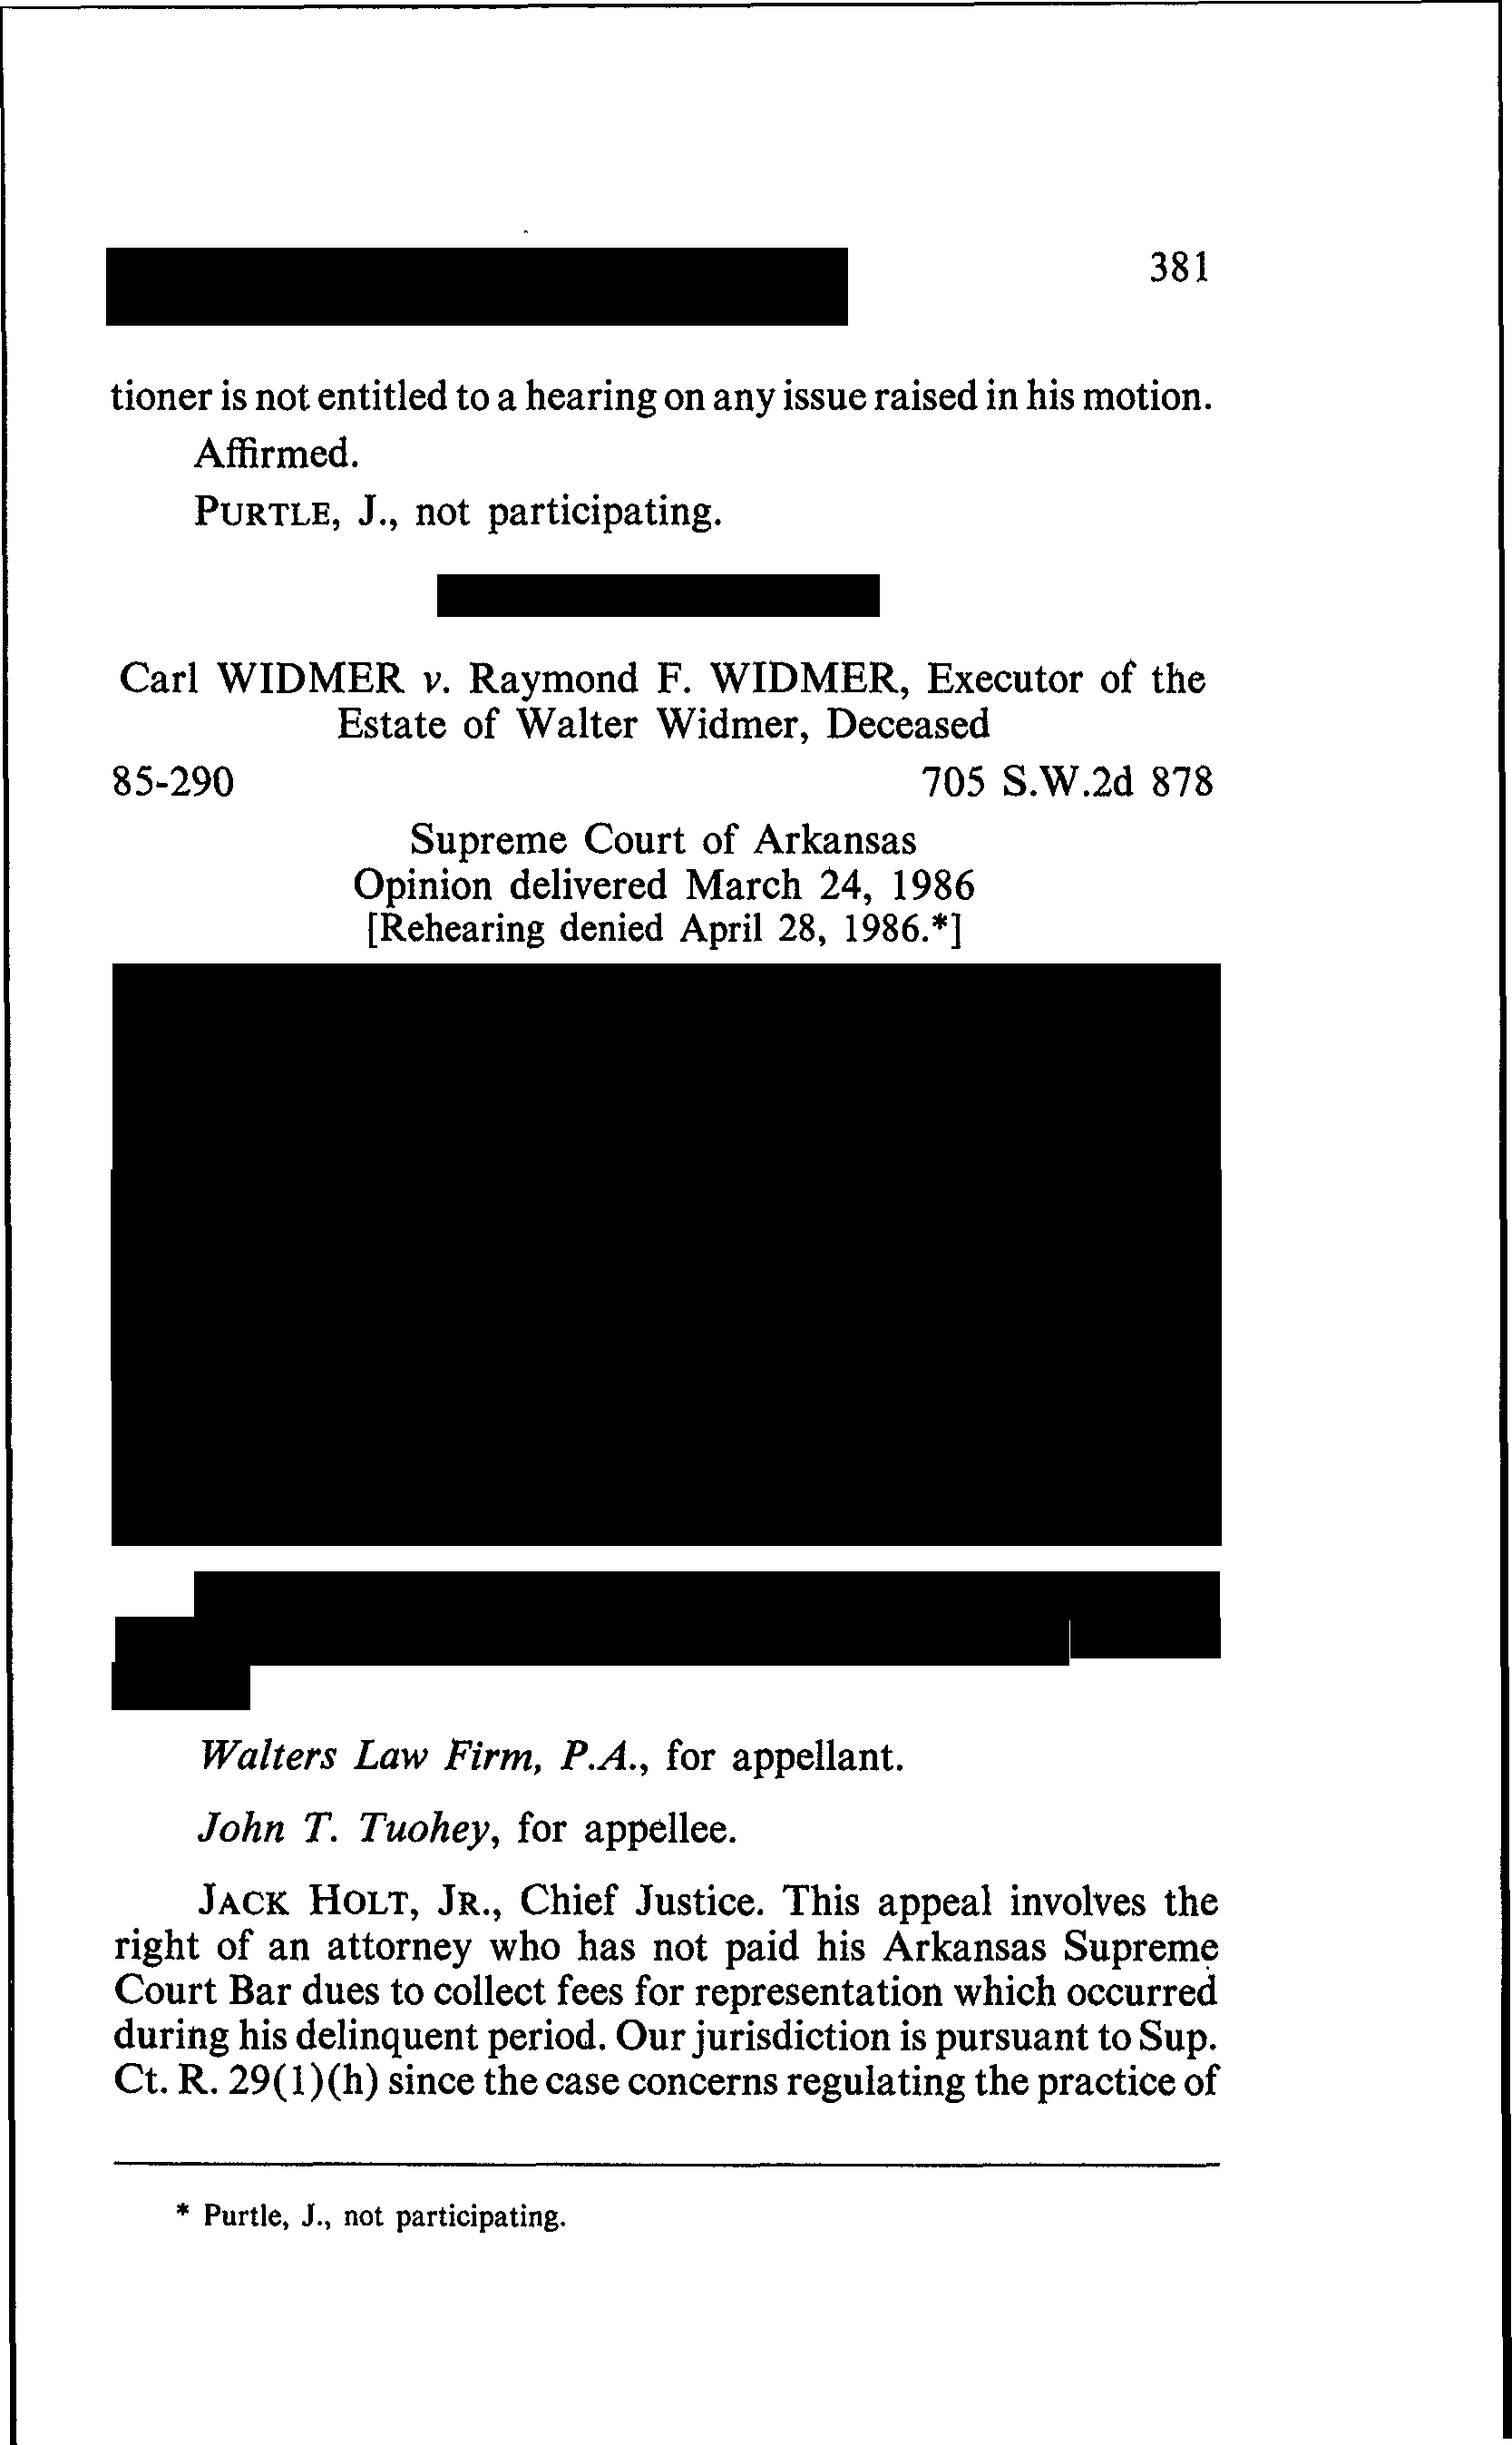 381
tioner is not entitled to a hearing on any issue raised in his motion.
Affirmed.
PURTLE, J., not participating.
Carl WIDMER v. Raymond F. WIDMER, Executor of the
Estate of Walter Widmer, Deceased
85-290 705 S.W.2d 878
Supreme Court of Arkansas
Opinion delivered March 24, 1986
[Rehearing denied April 28, 1986.*]
Walters Law Firm, P.A., for appellant.
John T. Tuohey, for appellee.
JACK HOLT, JR., Chief Justice. This appeal involves the
right of an attorney who has not paid his Arkansas Supreme
Court Bar dues to collect fees for representation which occurred
during his delinquent period. Our jurisdiction is pursuant to Sup.
Ct. R. 29(1)(h) since the case concerns regulating the practice of
* Purtle, J., not participating.